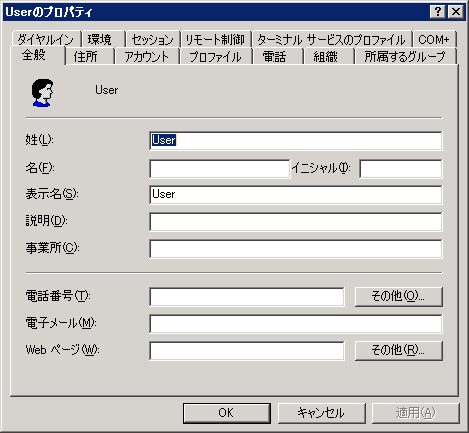 Userのプロパティ
ダイヤルイン 環境 セッション リモート制御 ターミナル サービスのプロファイル COM+
全般 住所 アカウント プロファイル 電話 組織 所属するグループ
User
姓(L): User
名(F): イニシャル(I):
表示名(S): User
説明(D):
事業所(C):
電話番号(T): その他(O)...
電子メール(M):
Web ページ(W): その他(R)...
OK キャンセル 適用(A)